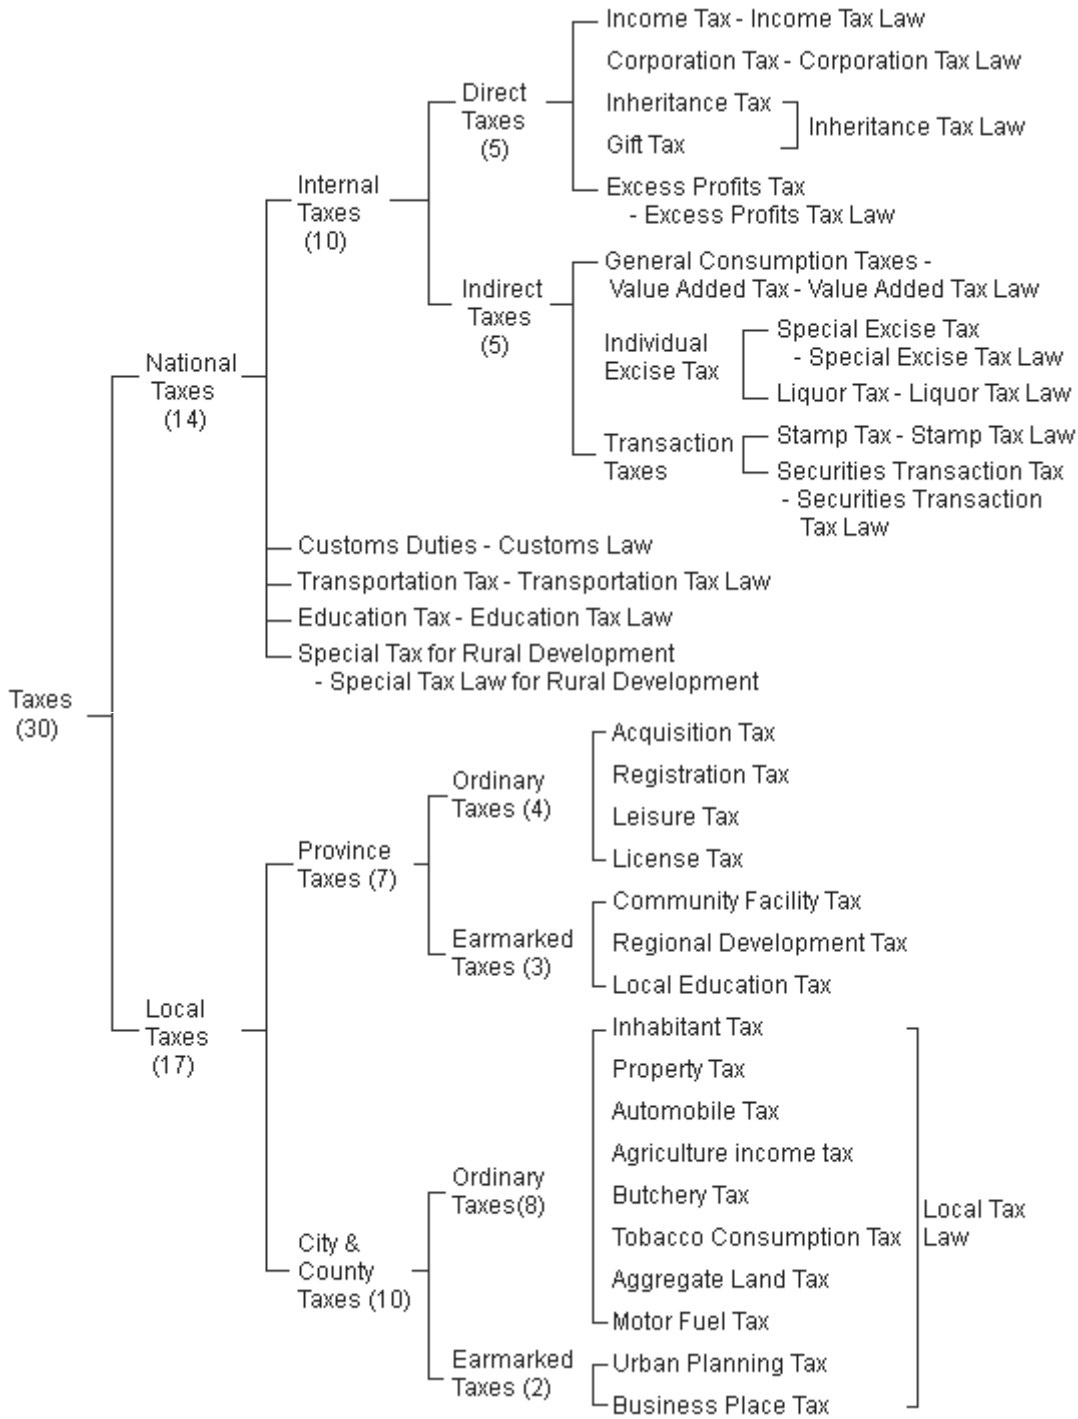 Income Tax - Income Tax Law
Corporation Tax - Corporation Tax Law
Direct
Taxes
(5)
Inheritance Tax
Gift Tax
Inheritance Tax Law
Excess Profits Tax
- Excess Profits Tax Law
Internal
Taxes
(10)
General Consumption Taxes -
Value Added Tax - Value Added Tax Law
Indirect
Taxes
(5)
Individual
Excise Tax
Special Excise Tax
- Special Excise Tax Law
Liquor Tax - Liquor Tax Law
National
Taxes
(14)
Transaction
Taxes
Stamp Tax - Stamp Tax Law
Securities Transaction Tax
- Securities Transaction
Tax Law
Customs Duties - Customs Law
Transportation Tax - Transportation Tax Law
Education Tax - Education Tax Law
Special Tax for Rural Development
- Special Tax Law for Rural Development
Taxes
(30)
Acquisition Tax
Registration Tax
Leisure Tax
License Tax
Ordinary
Taxes (4)
Province
Taxes (7)
Community Facility Tax
Regional Development Tax
Local Education Tax
Earmarked
Taxes (3)
Local
Taxes
(17)
Inhabitant Tax
Property Tax
Automobile Tax
Agriculture income tax
Butchery Tax
Tobacco Consumption Tax
Aggregate Land Tax
Motor Fuel Tax
Ordinary
Taxes(8)
Local Tax
Law
City &
County
Taxes (10)
Earmarked
Taxes (2)
Urban Planning Tax
Business Place Tax